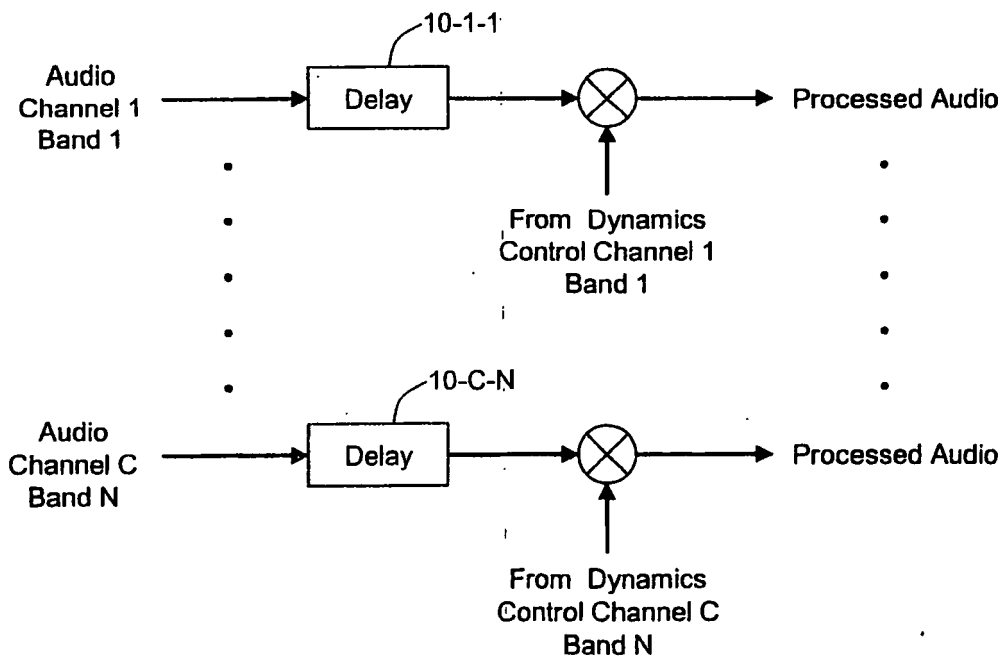 10-1-1
Audio
Channel 1
Band 1
Delay
Processed Audio
From Dynamics
Control Channel 1
Band 1
10-C-N
Audio
Channel C
Band N
Delay
Processed Audio
From Dynamics
Control Channel C
Band N